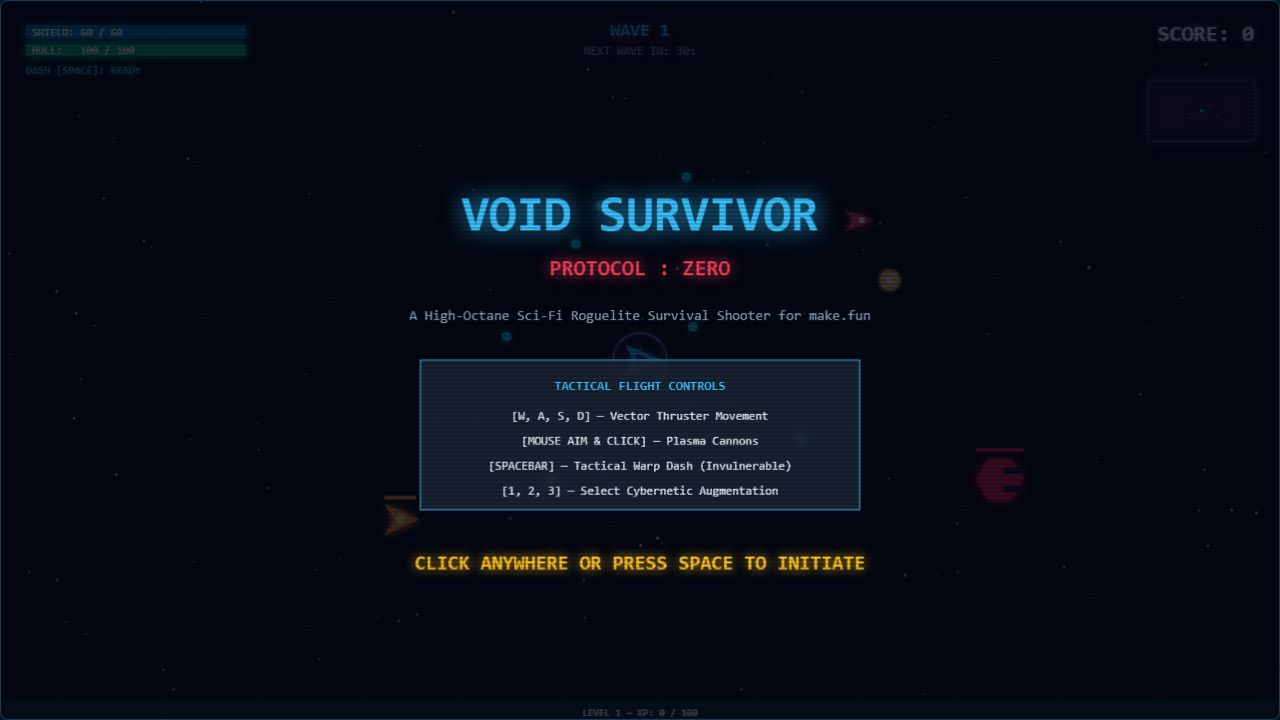 SHIELD: 60 / 60
HULL: 100 / 100
DASH [SPACE]: READY
WAVE 1
NEXT WAVE IN: 30s
SCORE: 0
VOID SURVIVOR
PROTOCOL : ZERO
A High-Octane Sci-Fi Roguelite Survival Shooter for make.fun
TACTICAL FLIGHT CONTROLS
[W, A, S, D] — Vector Thruster Movement
[MOUSE AIM & CLICK] — Plasma Cannons
[SPACEBAR] — Tactical Warp Dash (Invulnerable)
[1, 2, 3] — Select Cybernetic Augmentation
CLICK ANYWHERE OR PRESS SPACE TO INITIATE
LEVEL 1 — XP: 0 / 100